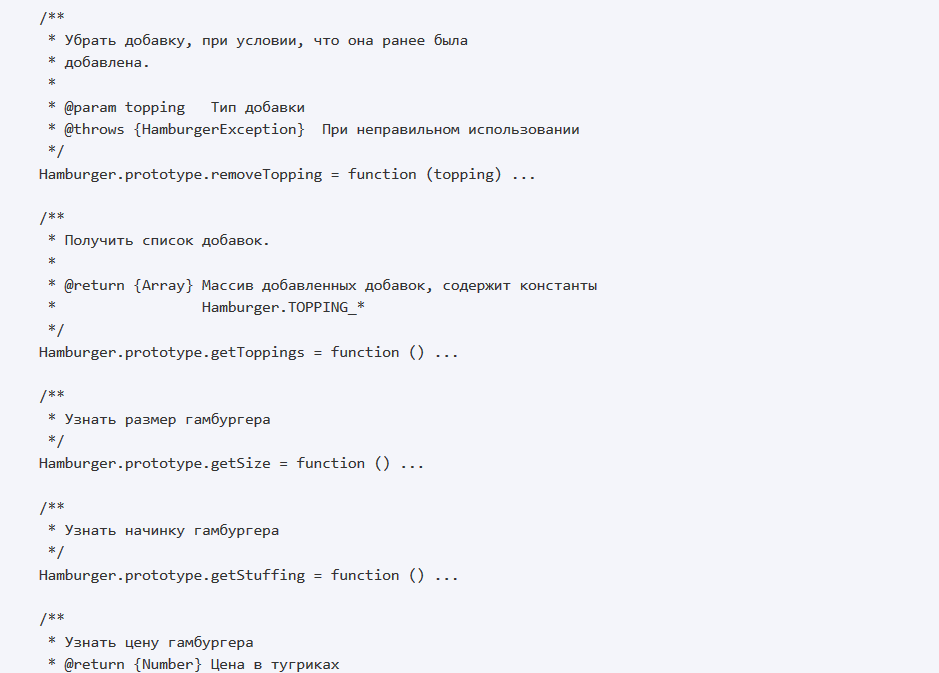 /**
 * Убрать добавку, при условии, что она ранее была
 * добавлена.
 *
 * @param topping   Тип добавки
 * @throws {HamburgerException}  При неправильном использовании
 */
Hamburger.prototype.removeTopping = function (topping) ...

/**
 * Получить список добавок.
 *
 * @return {Array} Массив добавленных добавок, содержит константы
 *                 Hamburger.TOPPING_*
 */
Hamburger.prototype.getToppings = function () ...

/**
 * Узнать размер гамбургера
 */
Hamburger.prototype.getSize = function () ...

/**
 * Узнать начинку гамбургера
 */
Hamburger.prototype.getStuffing = function () ...

/**
 * Узнать цену гамбургера
 * @return {Number} Цена в тугриках